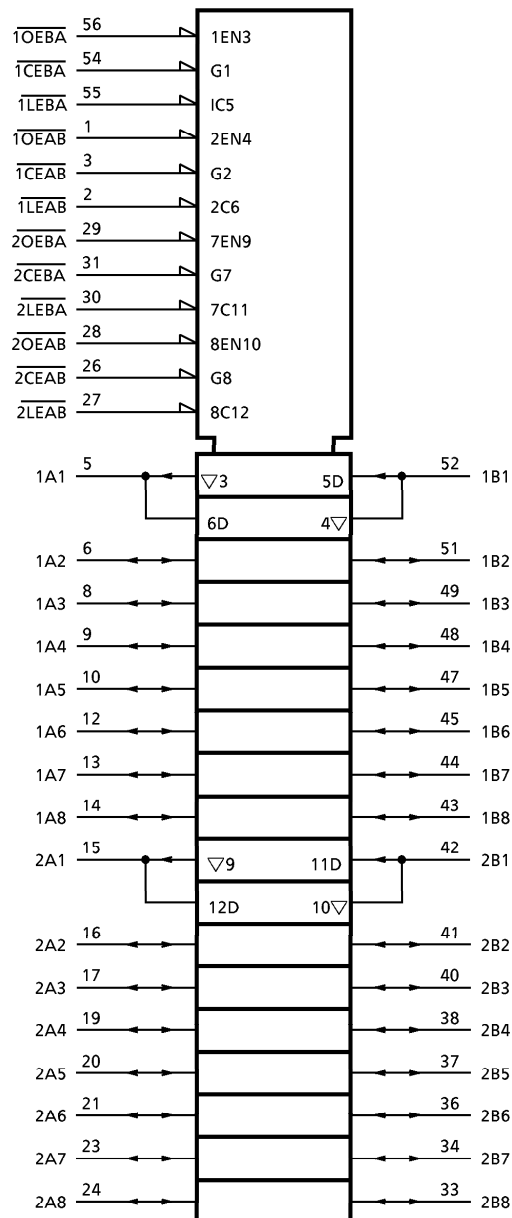 1OEBA 56 1EN3
1CEBA 54 G1
1LEBA 55 IC5
1OEAB 1 2EN4
1CEAB 3 G2
1LEAB 2 2C6
2OEBA 29 7EN9
2CEBA 31 G7
2LEBA 30 7C11
2OEAB 28 8EN10
2CEAB 26 G8
2LEAB 27 8C12
1A1 5 ▽3 5D 52 1B1
6D 4▽
1A2 6 51 1B2
1A3 8 49 1B3
1A4 9 48 1B4
1A5 10 47 1B5
1A6 12 45 1B6
1A7 13 44 1B7
1A8 14 43 1B8
2A1 15 ▽9 11D 42 2B1
12D 10▽
2A2 16 41 2B2
2A3 17 40 2B3
2A4 19 38 2B4
2A5 20 37 2B5
2A6 21 36 2B6
2A7 23 34 2B7
2A8 24 33 2B8